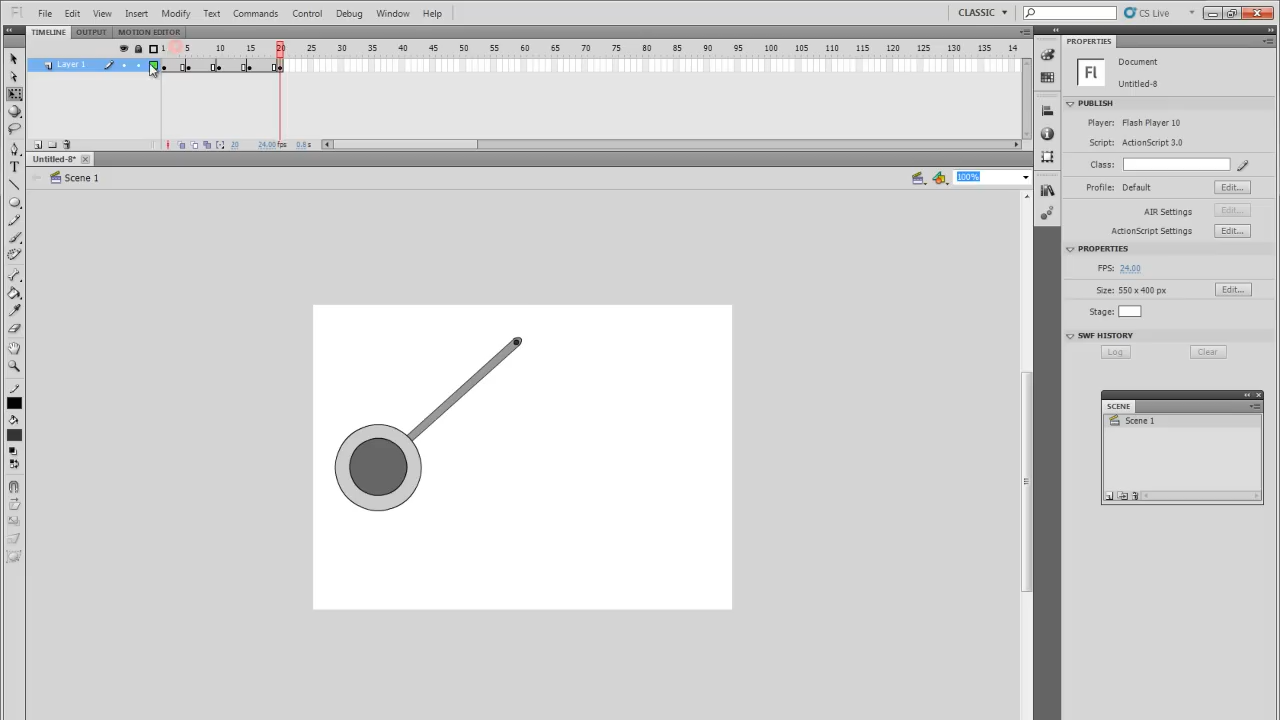 Fl File Edit View Insert Modify Text Commands Control Debug Window Help CLASSIC CS Live
TIMELINE OUTPUT MOTION EDITOR
1 5 10 15 20 25 30 35 40 45 50 55 60 65 70 75 80 85 90 95 100 105 110 115 120 125 130 135 14
Layer 1
20 24.00 fps 0.8 s
Untitled-8*
Scene 1
100%
PROPERTIES
Fl
Document
Untitled-8
PUBLISH
Player: Flash Player 10
Script: ActionScript 3.0
Class:
Profile: Default Edit...
AIR Settings Edit...
ActionScript Settings Edit...
PROPERTIES
FPS: 24.00
Size: 550 x 400 px Edit...
Stage:
SWF HISTORY
Log Clear
SCENE
Scene 1